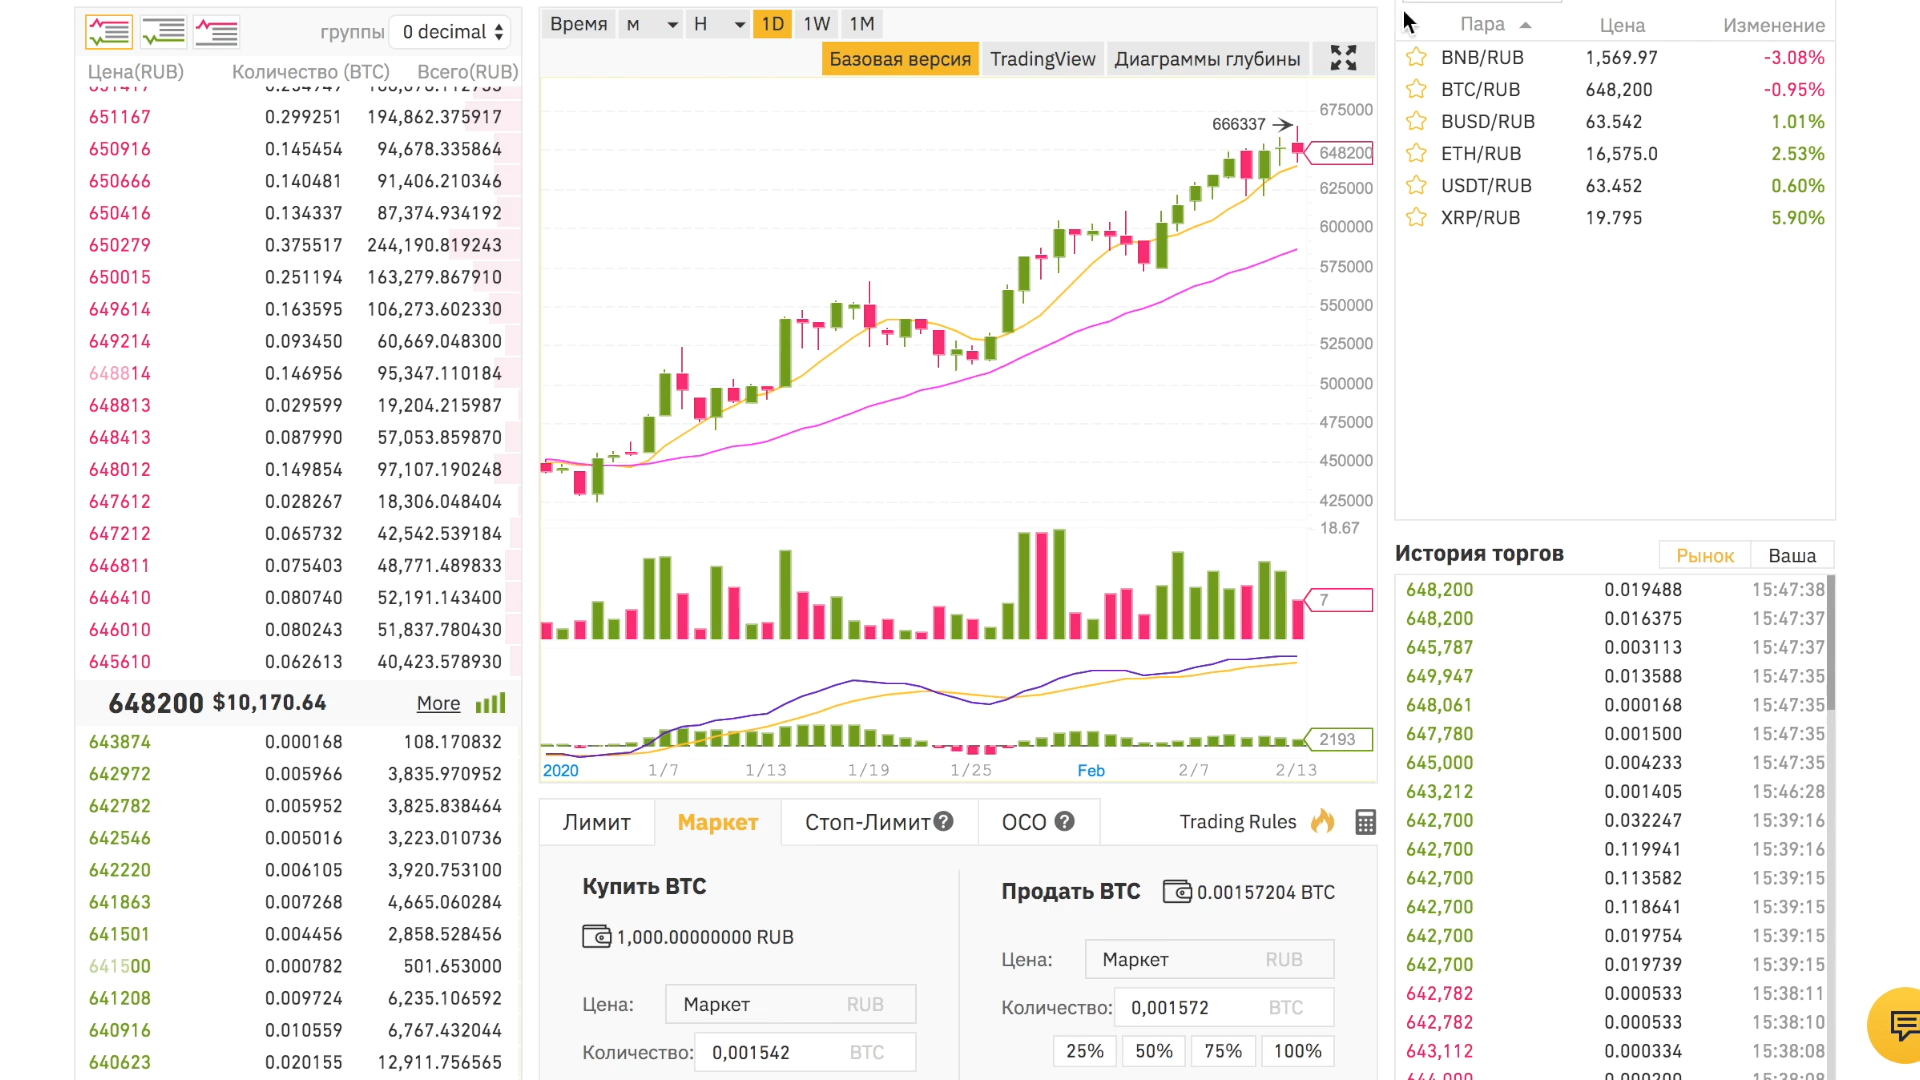 группы 0 decimal
Цена(RUB) Количество (BTC) Всего(RUB)
651167 0.299251 194,862.375917
650916 0.145454 94,678.335864
650666 0.140481 91,406.210346
650416 0.134337 87,374.934192
650279 0.375517 244,190.819243
650015 0.251194 163,279.867910
649614 0.163595 106,273.602330
649214 0.093450 60,669.048300
648814 0.146956 95,347.110184
648813 0.029599 19,204.215987
648413 0.087990 57,053.859870
648012 0.149854 97,107.190248
647612 0.028267 18,306.048404
647212 0.065732 42,542.539184
646811 0.075403 48,771.489833
646410 0.080740 52,191.143400
646010 0.080243 51,837.780430
645610 0.062613 40,423.578930
648200 $10,170.64 More
643874 0.000168 108.170832
642972 0.005966 3,835.970952
642782 0.005952 3,825.838464
642546 0.005016 3,223.010736
642220 0.006105 3,920.753100
641863 0.007268 4,665.060284
641501 0.004456 2,858.528456
641500 0.000782 501.653000
641208 0.009724 6,235.106592
640916 0.010559 6,767.432044
640623 0.020155 12,911.756565
Время м H 1D 1W 1M
Базовая версия TradingView Диаграммы глубины
666337
675000
648200
625000
600000
575000
550000
525000
500000
475000
450000
425000
18.67
7
2193
2020 1/7 1/13 1/19 1/25 Feb 2/7 2/13
Лимит Маркет Стоп-Лимит? OCO ? Trading Rules
Купить BTC
1,000.00000000 RUB
Цена: Маркет RUB
Количество: 0,001542 BTC
Продать BTC 0.00157204 BTC
Цена: Маркет RUB
Количество: 0,001572 BTC
25% 50% 75% 100%
Пара Цена Изменение
BNB/RUB 1,569.97 -3.08%
BTC/RUB 648,200 -0.95%
BUSD/RUB 63.542 1.01%
ETH/RUB 16,575.0 2.53%
USDT/RUB 63.452 0.60%
XRP/RUB 19.795 5.90%
История торгов Рынок Ваша
648,200 0.019488 15:47:38
648,200 0.016375 15:47:37
645,787 0.003113 15:47:37
649,947 0.013588 15:47:35
648,061 0.000168 15:47:35
647,780 0.001500 15:47:35
645,000 0.004233 15:47:35
643,212 0.001405 15:46:28
642,700 0.032247 15:39:16
642,700 0.119941 15:39:16
642,700 0.113582 15:39:15
642,700 0.118641 15:39:15
642,700 0.019754 15:39:15
642,700 0.019739 15:39:15
642,782 0.000533 15:38:11
642,782 0.000533 15:38:10
643,112 0.000334 15:38:08